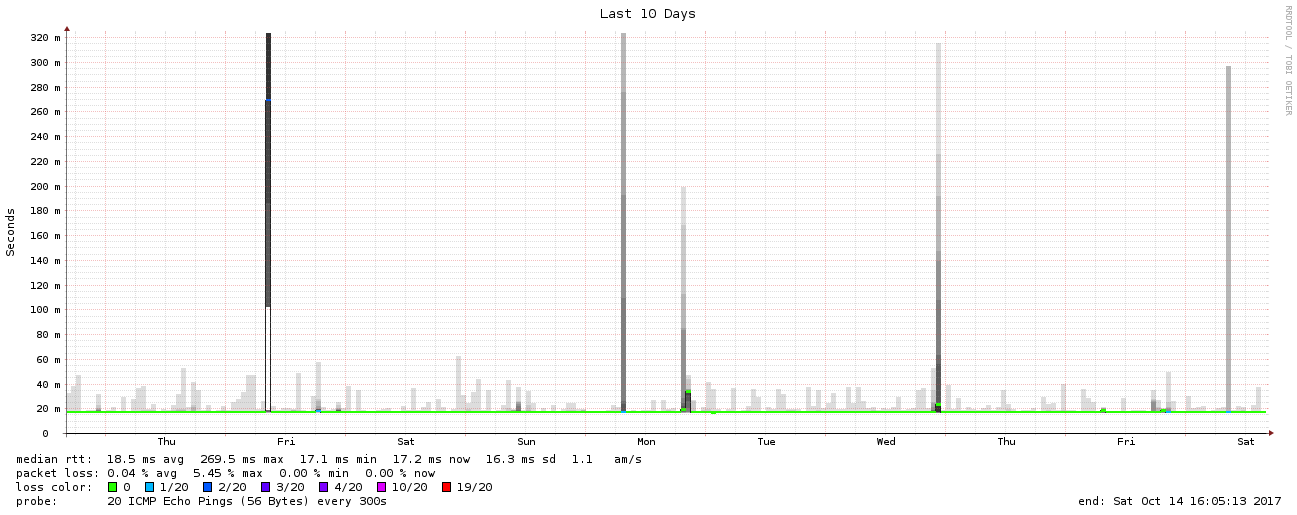 Last 10 Days
RRDTOOL / TOBI OETIKER
Seconds
320 m
300 m
280 m
260 m
240 m
220 m
200 m
180 m
160 m
140 m
120 m
100 m
80 m
60 m
40 m
20 m
0
Thu Fri Sat Sun Mon Tue Wed Thu Fri Sat
median rtt: 18.5 ms avg 269.5 ms max 17.1 ms min 17.2 ms now 16.3 ms sd 1.1 am/s
packet loss: 0.04 % avg 5.45 % max 0.00 % min 0.00 % now
loss color: 0 1/20 2/20 3/20 4/20 10/20 19/20
probe: 20 ICMP Echo Pings (56 Bytes) every 300s end: Sat Oct 14 16:05:13 2017